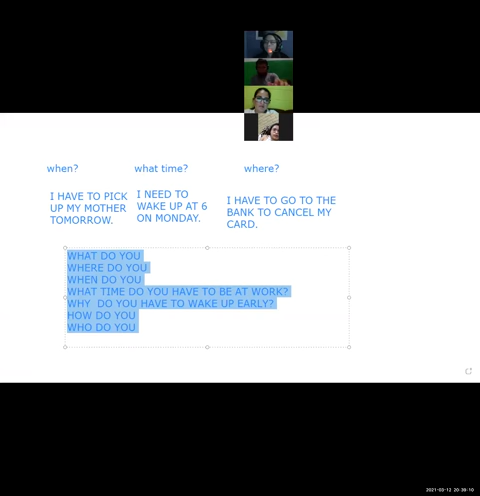 when?
what time?
where?
I HAVE TO PICK
UP MY MOTHER
TOMORROW.
I NEED TO
WAKE UP AT 6
ON MONDAY.
I HAVE TO GO TO THE
BANK TO CANCEL MY
CARD.
WHAT DO YOU
WHERE DO YOU
WHEN DO YOU
WHAT TIME DO YOU HAVE TO BE AT WORK?
WHY  DO YOU HAVE TO WAKE UP EARLY?
HOW DO YOU
WHO DO YOU
2021-03-12 20:39:10